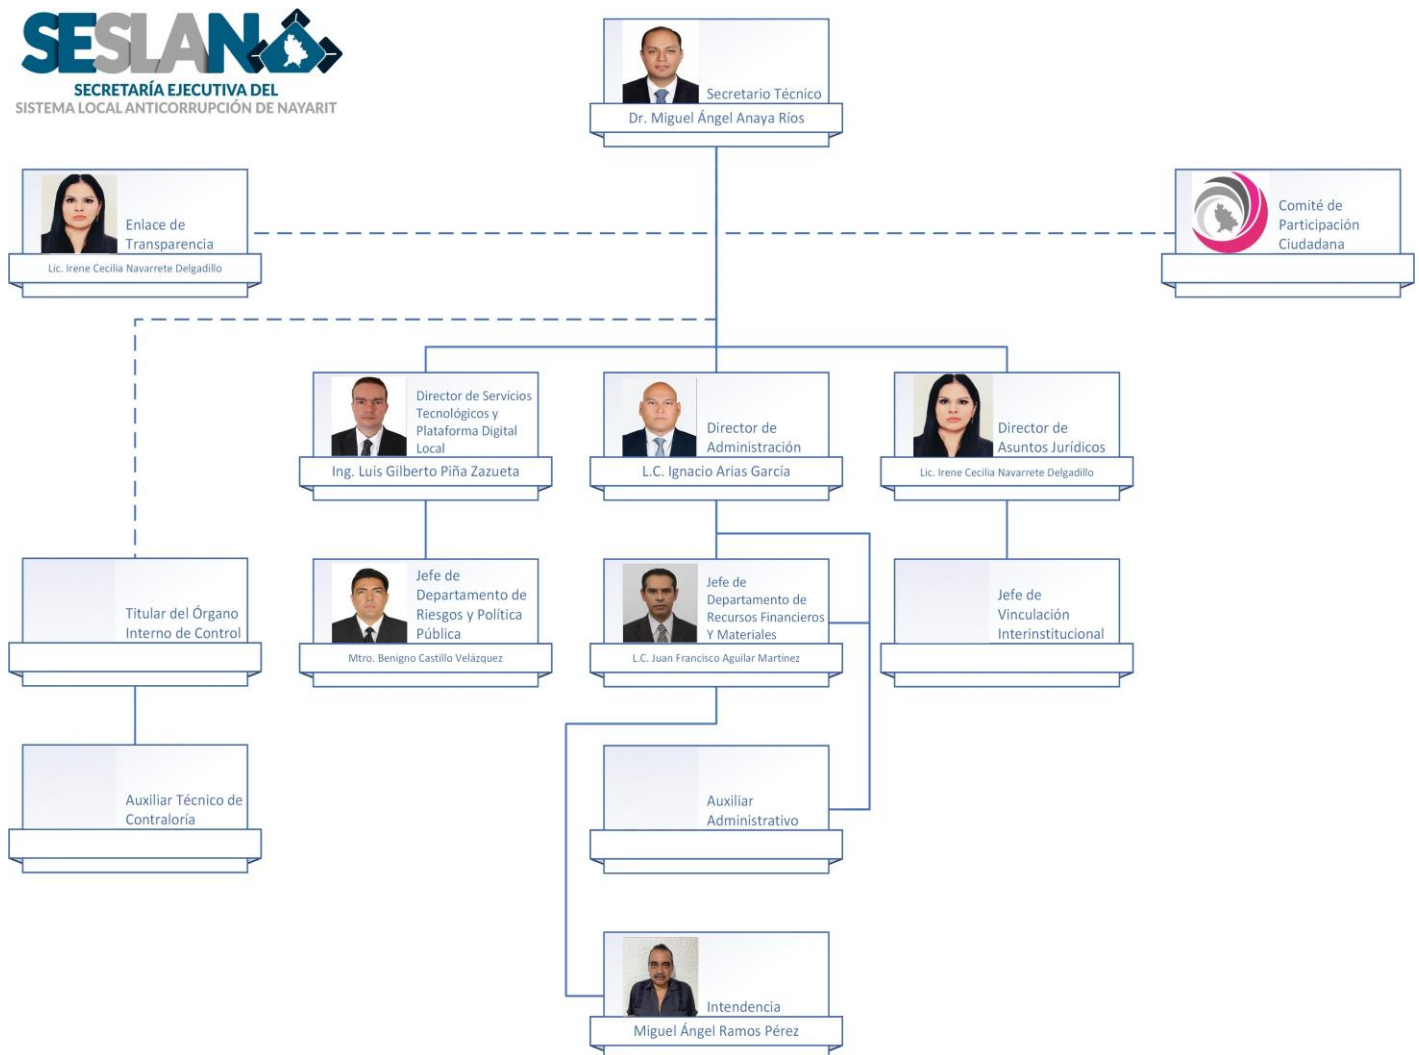 SESLAN
SECRETARÍA EJECUTIVA DEL
SISTEMA LOCAL ANTICORRUPCIÓN DE NAYARIT
Secretario Técnico
Dr. Miguel Ángel Anaya Ríos
Enlace de
Transparencia
Lic. Irene Cecilia Navarrete Delgadillo
Comité de
Participación
Ciudadana
Director de Servicios
Tecnológicos y
Plataforma Digital
Local
Ing. Luis Gilberto Piña Zazueta
Director de
Administración
L.C. Ignacio Arias García
Director de
Asuntos Jurídicos
Lic. Irene Cecilia Navarrete Delgadillo
Titular del Órgano
Interno de Control
Jefe de
Departamento de
Riesgos y Política
Pública
Mtro. Benigno Castillo Velázquez
Jefe de
Departamento de
Recursos Financieros
Y Materiales
L.C. Juan Francisco Aguilar Martínez
Jefe de
Vinculación
Interinstitucional
Auxiliar Técnico de
Contraloría
Auxiliar
Administrativo
Intendencia
Miguel Ángel Ramos Pérez